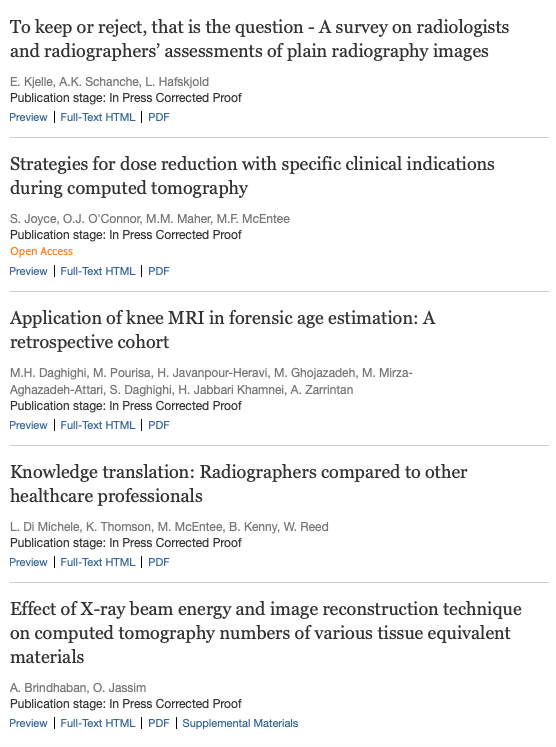 To keep or reject, that is the question - A survey on radiologists
and radiographers’ assessments of plain radiography images
E. Kjelle, A.K. Schanche, L. Hafskjold
Publication stage: In Press Corrected Proof
Preview | Full-Text HTML | PDF
Strategies for dose reduction with specific clinical indications
during computed tomography
S. Joyce, O.J. O'Connor, M.M. Maher, M.F. McEntee
Publication stage: In Press Corrected Proof
Open Access
Preview | Full-Text HTML | PDF
Application of knee MRI in forensic age estimation: A
retrospective cohort
M.H. Daghighi, M. Pourisa, H. Javanpour-Heravi, M. Ghojazadeh, M. Mirza-
Aghazadeh-Attari, S. Daghighi, H. Jabbari Khamnei, A. Zarrintan
Publication stage: In Press Corrected Proof
Preview | Full-Text HTML | PDF
Knowledge translation: Radiographers compared to other
healthcare professionals
L. Di Michele, K. Thomson, M. McEntee, B. Kenny, W. Reed
Publication stage: In Press Corrected Proof
Preview | Full-Text HTML | PDF
Effect of X-ray beam energy and image reconstruction technique
on computed tomography numbers of various tissue equivalent
materials
A. Brindhaban, O. Jassim
Publication stage: In Press Corrected Proof
Preview | Full-Text HTML | PDF | Supplemental Materials